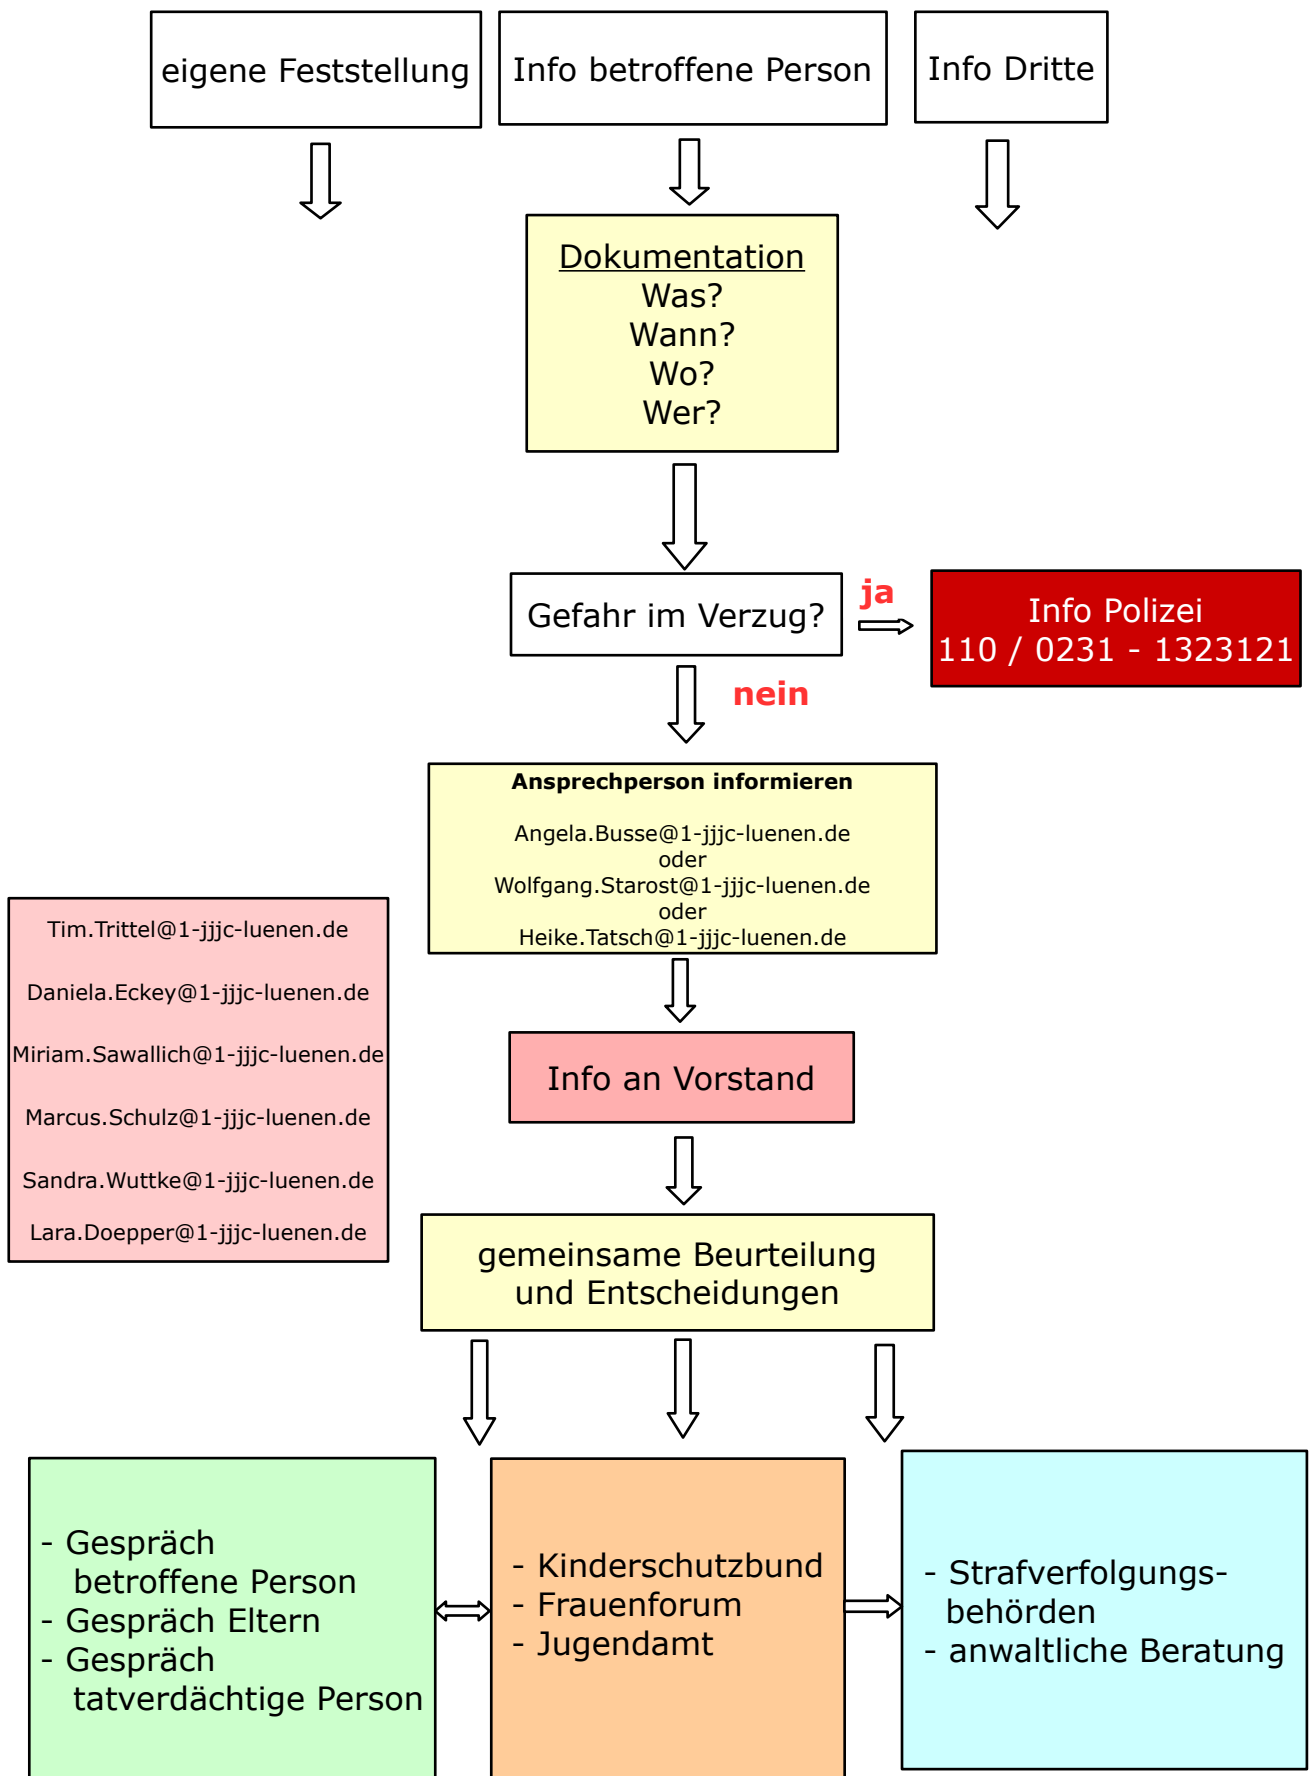 eigene Feststellung
Info betroffene Person
Info Dritte
Dokumentation
Was?
Wann?
Wo?
Wer?
Gefahr im Verzug?
ja
Info Polizei
110 / 0231 - 1323121
nein
Ansprechperson informieren
Angela.Busse@1-jjjc-luenen.de
oder
Wolfgang.Starost@1-jjjc-luenen.de
oder
Heike.Tatsch@1-jjjc-luenen.de
Tim.Trittel@1-jjjc-luenen.de
Daniela.Eckey@1-jjjc-luenen.de
Miriam.Sawallich@1-jjjc-luenen.de
Marcus.Schulz@1-jjjc-luenen.de
Sandra.Wuttke@1-jjjc-luenen.de
Lara.Doepper@1-jjjc-luenen.de
Info an Vorstand
gemeinsame Beurteilung
und Entscheidungen
- Gespräch
betroffene Person
- Gespräch Eltern
- Gespräch
tatverdächtige Person
- Kinderschutzbund
- Frauenforum
- Jugendamt
- Strafverfolgungs-
behörden
- anwaltliche Beratung